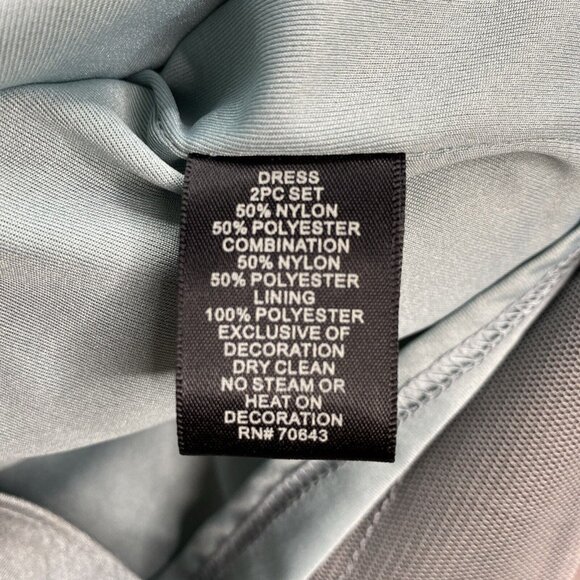 DRESS
2PC SET
50% NYLON
50% POLYESTER
COMBINATION
50% NYLON
50% POLYESTER
LINING
100% POLYESTER
EXCLUSIVE OF
DECORATION
DRY CLEAN
NO STEAM OR
HEAT ON
DECORATION
RN# 70643